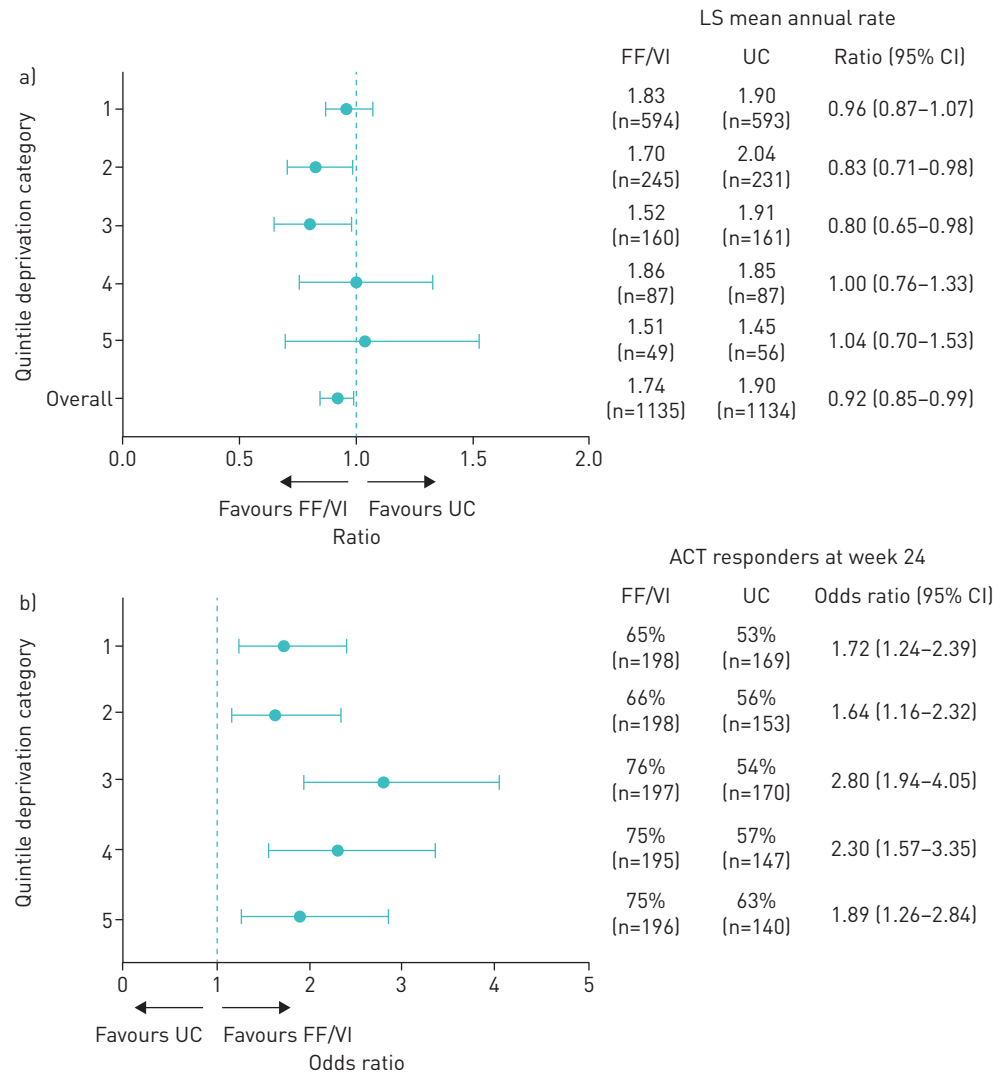 LS mean annual rate
FF/VI UC Ratio (95% CI)
a)
Quintile deprivation category
1 1.83 1.90 0.96 (0.87–1.07)
(n=594) (n=593)
2 1.70 2.04 0.83 (0.71–0.98)
(n=245) (n=231)
3 1.52 1.91 0.80 (0.65–0.98)
(n=160) (n=161)
4 1.86 1.85 1.00 (0.76–1.33)
(n=87) (n=87)
5 1.51 1.45 1.04 (0.70–1.53)
(n=49) (n=56)
Overall 1.74 1.90 0.92 (0.85–0.99)
(n=1135) (n=1134)
0.0 0.5 1.0 1.5 2.0
Favours FF/VI Favours UC
Ratio
ACT responders at week 24
FF/VI UC Odds ratio (95% CI)
b)
Quintile deprivation category
1 65% 53% 1.72 (1.24–2.39)
(n=198) (n=169)
2 66% 56% 1.64 (1.16–2.32)
(n=198) (n=153)
3 76% 54% 2.80 (1.94–4.05)
(n=197) (n=170)
4 75% 57% 2.30 (1.57–3.35)
(n=195) (n=147)
5 75% 63% 1.89 (1.26–2.84)
(n=196) (n=140)
0 1 2 3 4 5
Favours UC Favours FF/VI
Odds ratio